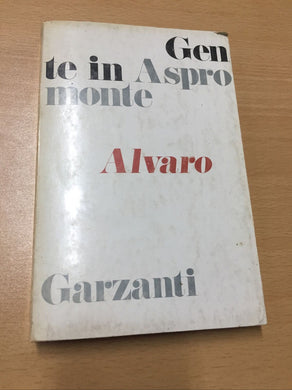 Gen
te in Aspro
monte
Alvaro
Garzanti